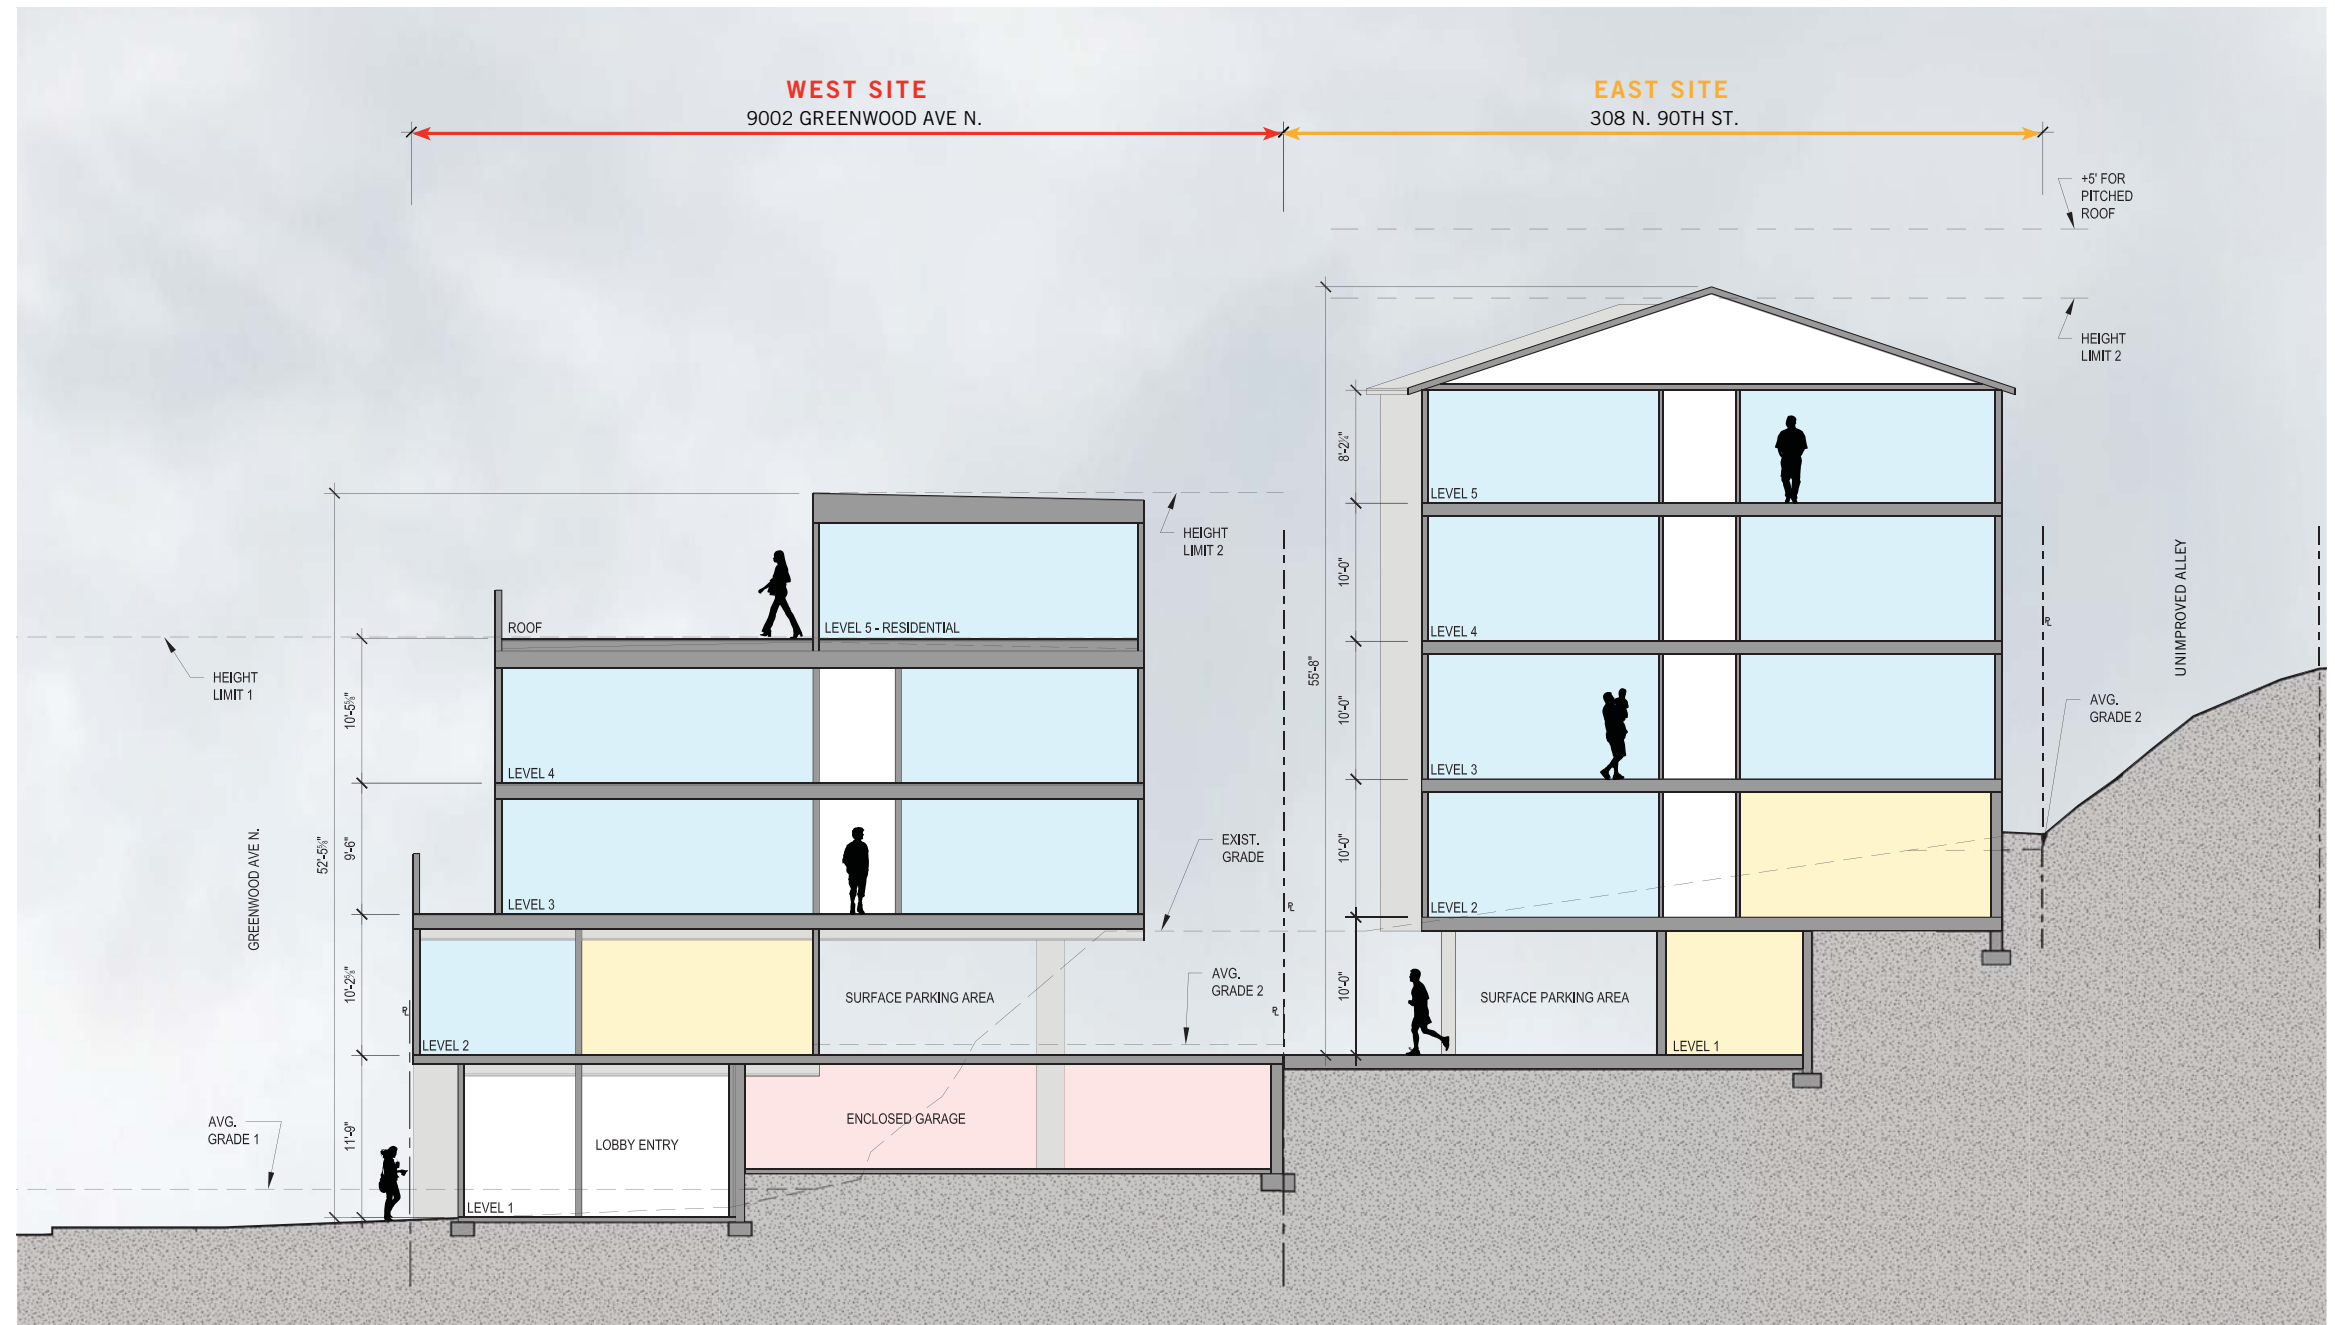 WEST SITE
9002 GREENWOOD AVE N.
EAST SITE
308 N. 90TH ST.
+5' FOR
PITCHED
ROOF
HEIGHT
LIMIT 2
HEIGHT
LIMIT 2
HEIGHT
LIMIT 1
ROOF
LEVEL 5 - RESIDENTIAL
LEVEL 4
LEVEL 3
LEVEL 2
SURFACE PARKING AREA
LEVEL 1
LOBBY ENTRY
ENCLOSED GARAGE
GREENWOOD AVE N.
52'-5⅝"
10'-5⅝"
9'-6"
10'-2⅝"
11'-9"
AVG.
GRADE 1
EXIST.
GRADE
AVG.
GRADE 2
55'-8"
8'-2¼"
10'-0"
10'-0"
10'-0"
10'-0"
LEVEL 5
LEVEL 4
LEVEL 3
LEVEL 2
SURFACE PARKING AREA
LEVEL 1
UNIMPROVED ALLEY
AVG.
GRADE 2
PL
PL
PL
PL